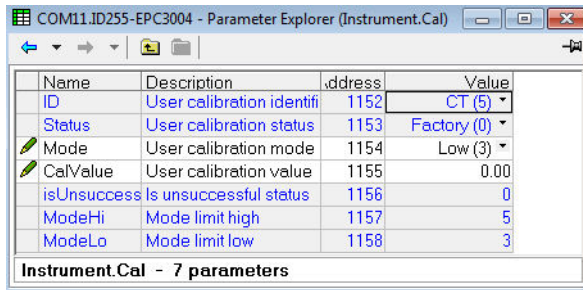 COM11.ID255-EPC3004 - Parameter Explorer (Instrument.Cal)
Name Description ddress Value
ID User calibration identifi 1152 CT (5)
Status User calibration status 1153 Factory (0)
Mode User calibration mode 1154 Low (3)
CalValue User calibration value 1155 0.00
isUnsuccess Is unsuccessful status 1156 0
ModeHi Mode limit high 1157 5
ModeLo Mode limit low 1158 3
Instrument.Cal - 7 parameters